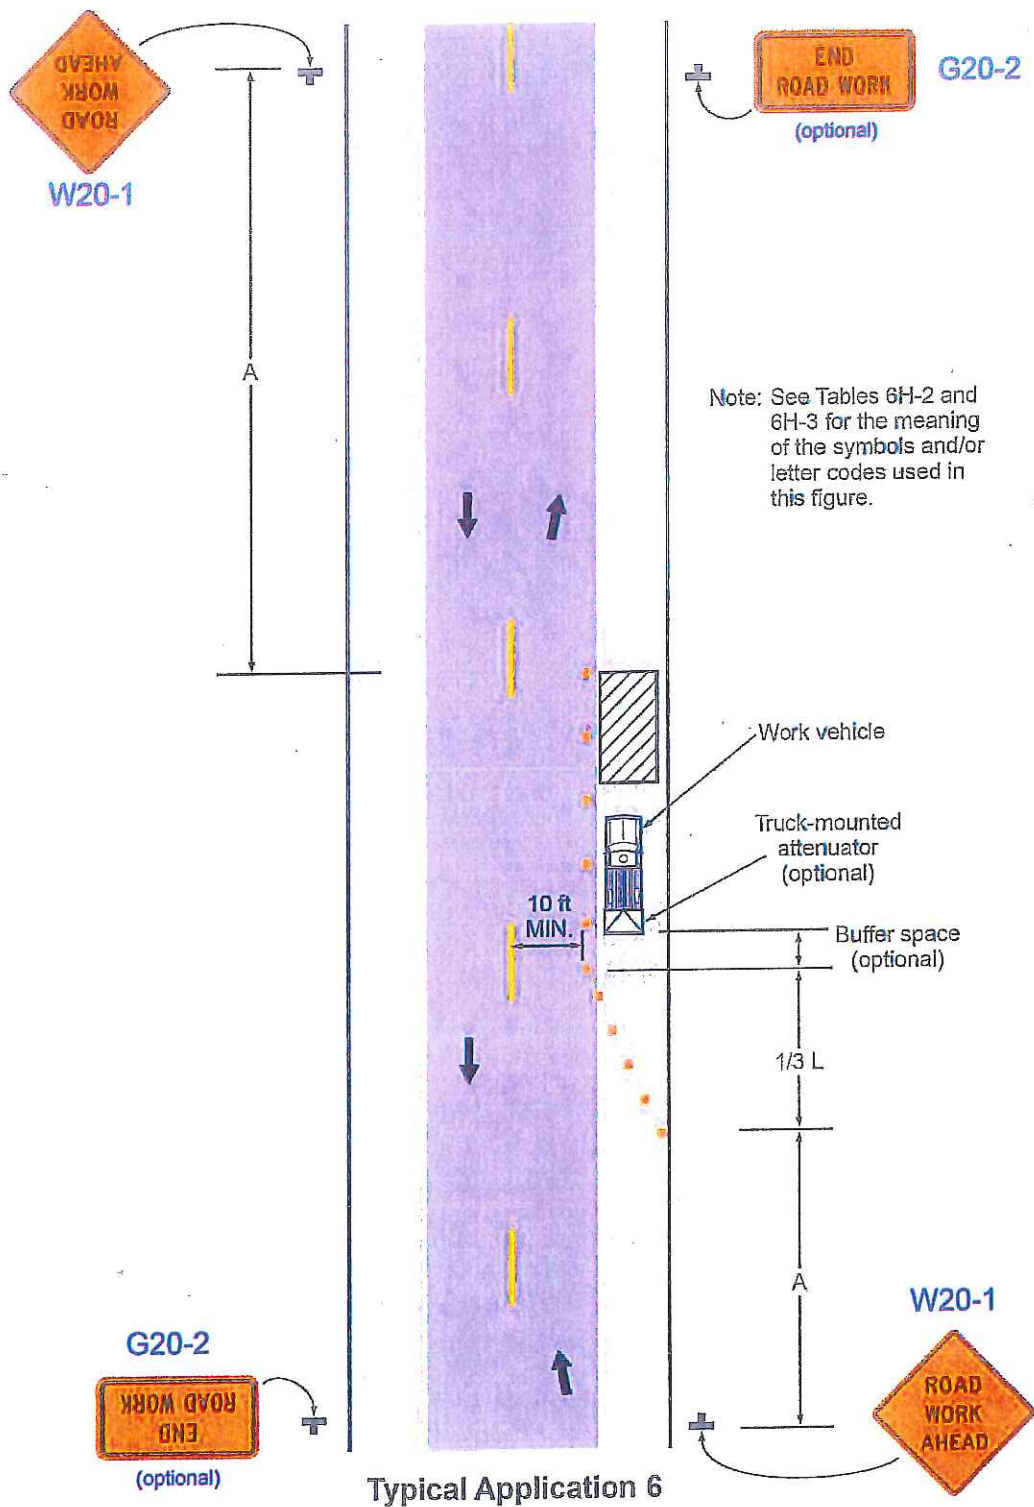 ROAD
WORK
AHEAD
W20-1
END
ROAD WORK
(optional)
G20-2
A
Note: See Tables 6H-2 and
6H-3 for the meaning
of the symbols and/or
letter codes used in
this figure.
Work vehicle
Truck-mounted
attenuator
(optional)
10 ft
MIN.
Buffer space
(optional)
1/3 L
A
W20-1
ROAD
WORK
AHEAD
G20-2
END
ROAD WORK
(optional)
Typical Application 6